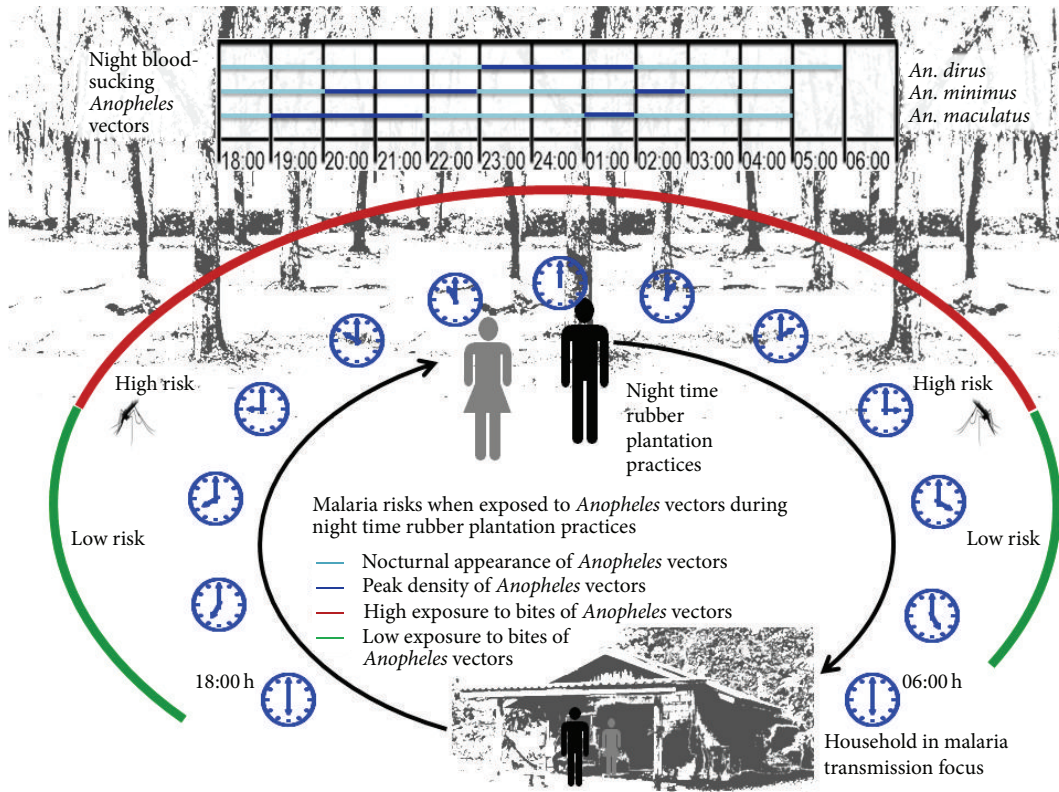 Night blood-
sucking
Anopheles
vectors
An. dirus
An. minimus
An. maculatus
18:00 19:00 20:00 21:00 22:00 23:00 24:00 01:00 02:00 03:00 04:00 05:00 06:00
High risk
High risk
Night time
rubber
plantation
practices
Low risk
Low risk
Malaria risks when exposed to Anopheles vectors during
night time rubber plantation practices
Nocturnal appearance of Anopheles vectors
Peak density of Anopheles vectors
High exposure to bites of Anopheles vectors
Low exposure to bites of
Anopheles vectors
18:00 h
06:00 h
Household in malaria
transmission focus